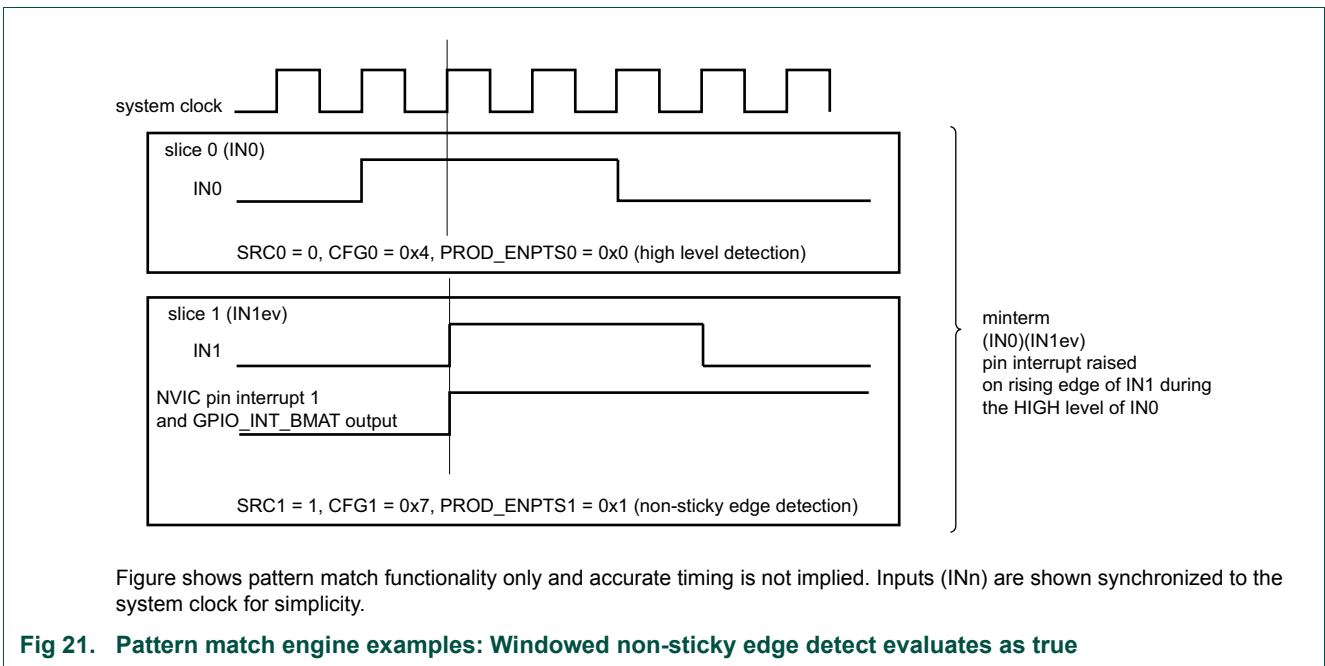 system clock
slice 0 (IN0)
IN0
SRC0 = 0, CFG0 = 0x4, PROD_ENPTS0 = 0x0 (high level detection)
slice 1 (IN1ev)
IN1
NVIC pin interrupt 1
and GPIO_INT_BMAT output
SRC1 = 1, CFG1 = 0x7, PROD_ENPTS1 = 0x1 (non-sticky edge detection)
minterm
(IN0)(IN1ev)
pin interrupt raised
on rising edge of IN1 during
the HIGH level of IN0
Figure shows pattern match functionality only and accurate timing is not implied. Inputs (INn) are shown synchronized to the
system clock for simplicity.
Fig 21. Pattern match engine examples: Windowed non-sticky edge detect evaluates as true